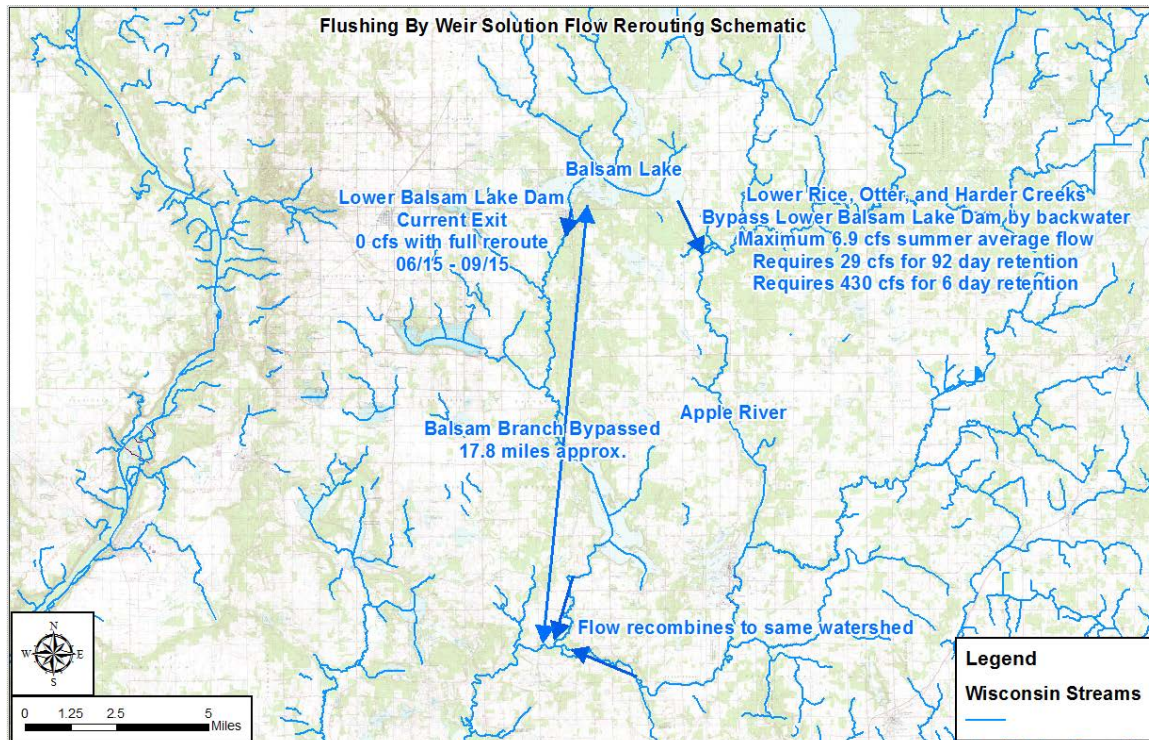 Flushing By Weir Solution Flow Rerouting Schematic
Balsam Lake
Lower Balsam Lake Dam
Current Exit
0 cfs with full reroute
06/15 - 09/15
Lower Rice, Otter, and Harder Creeks
Bypass Lower Balsam Lake Dam by backwater
Maximum 6.9 cfs summer average flow
Requires 29 cfs for 92 day retention
Requires 430 cfs for 6 day retention
Apple River
Balsam Branch Bypassed
17.8 miles approx.
Flow recombines to same watershed
N
W E
S
0 1.25 2.5 5
Miles
Legend
Wisconsin Streams